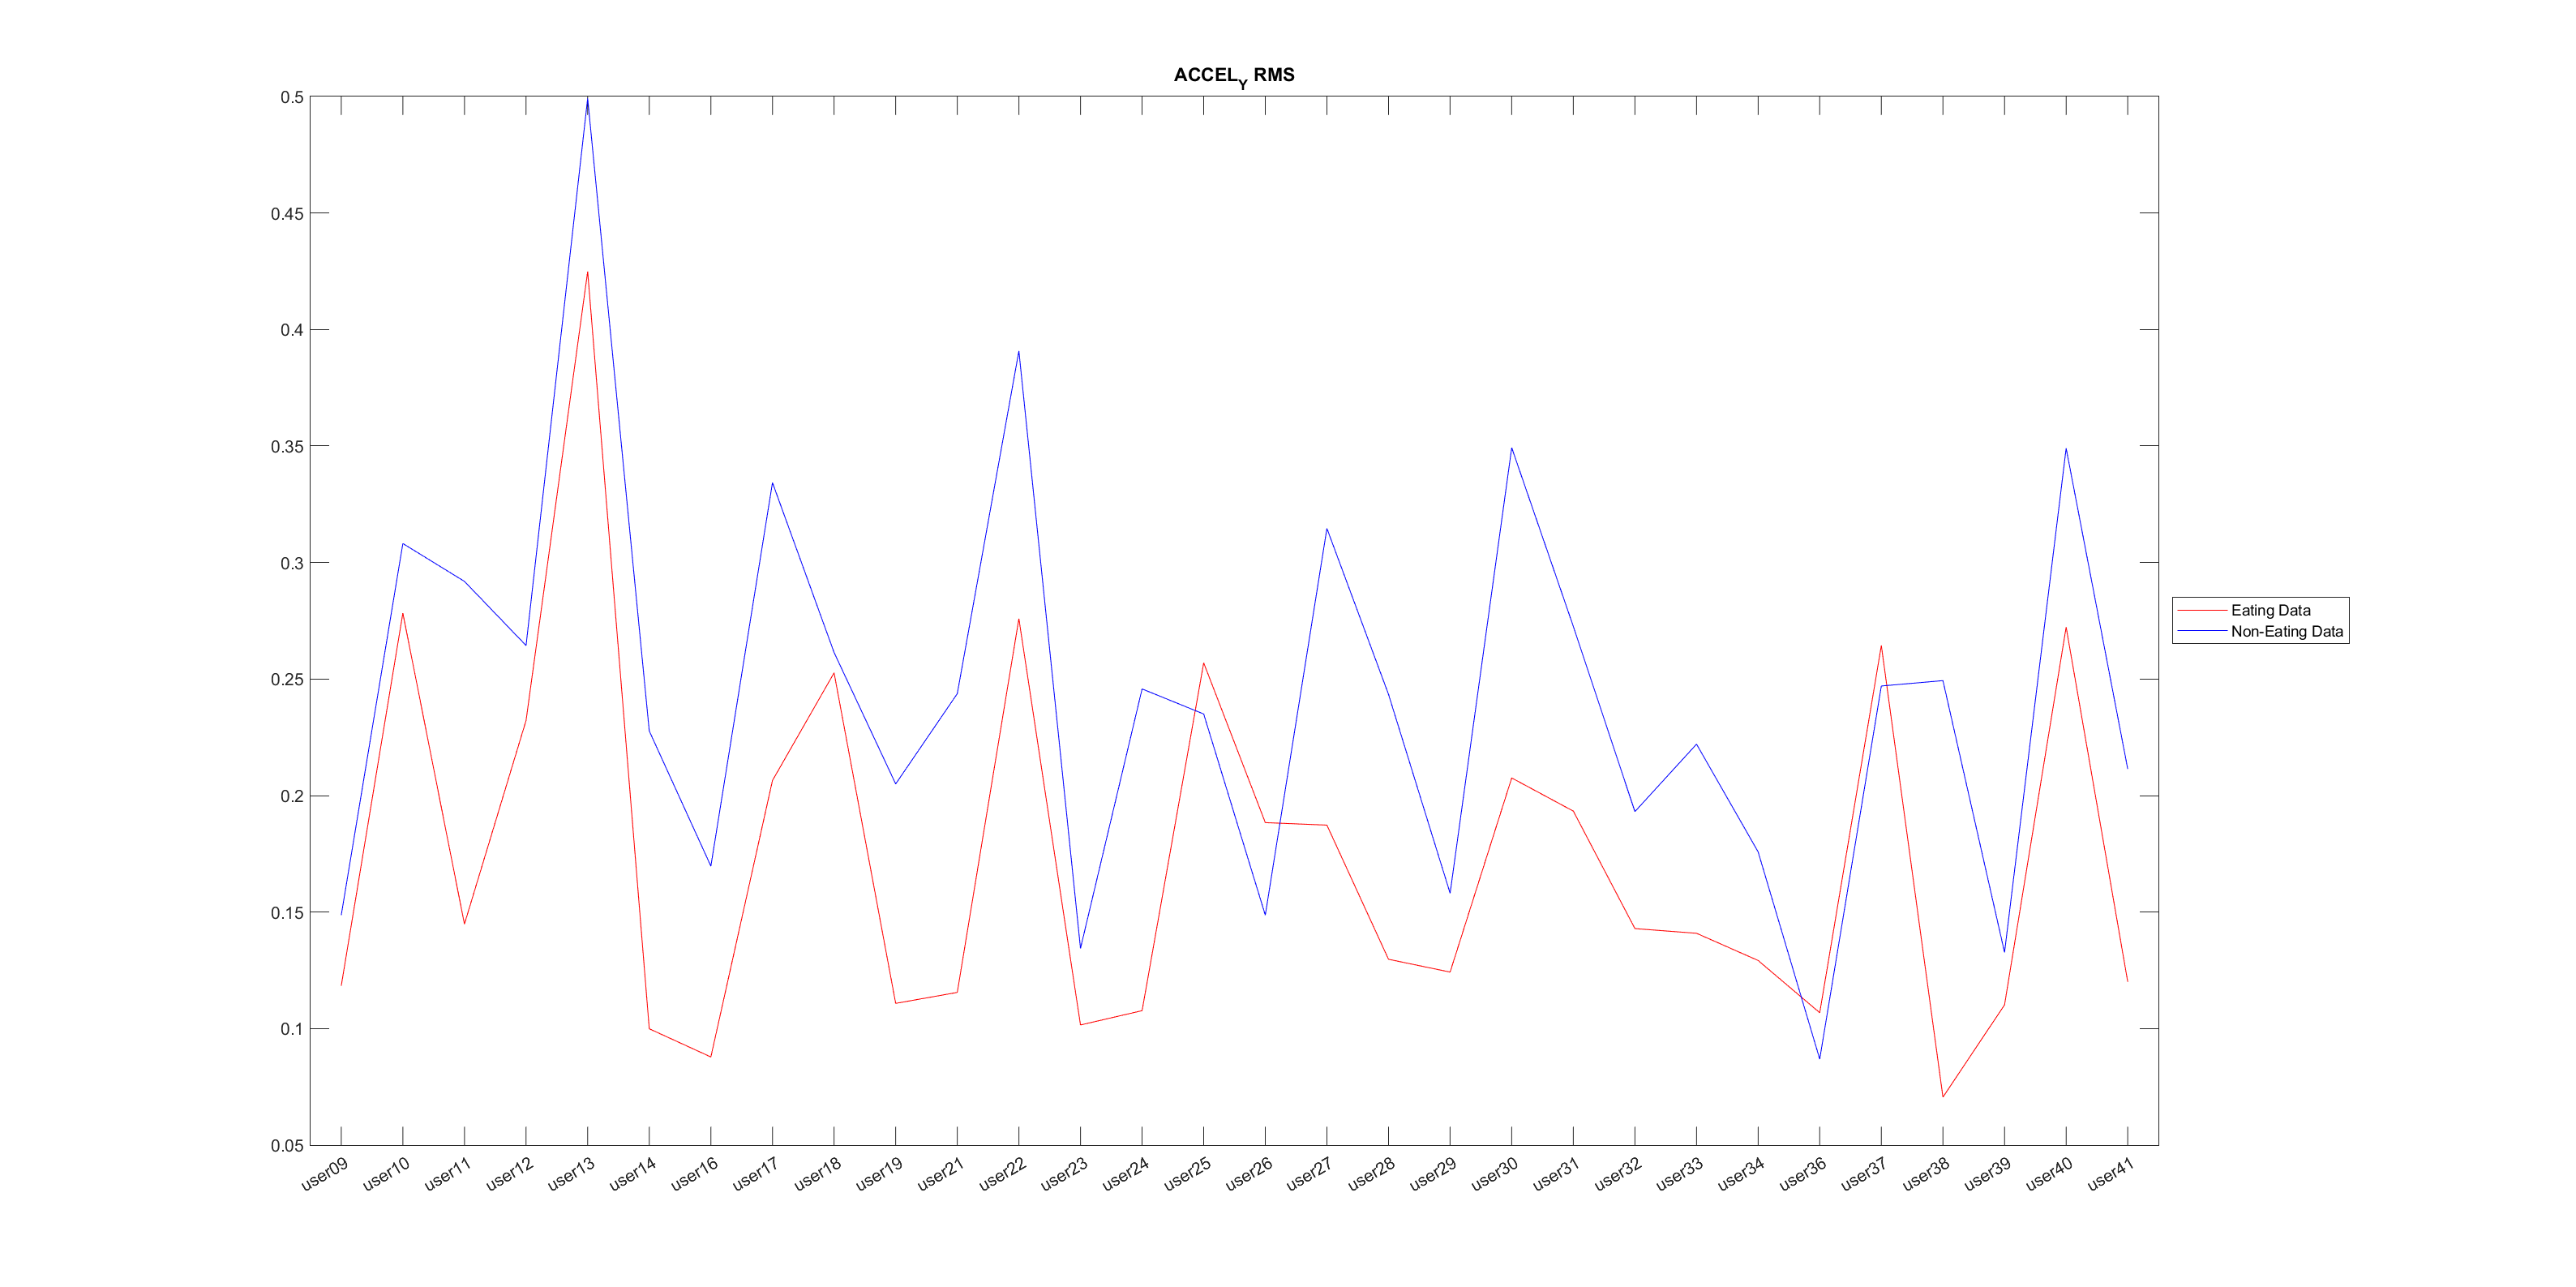 ACCEL_Y RMS
0.5
0.45
0.4
0.35
0.3
0.25
0.2
0.15
0.1
0.05
user09 user10 user11 user12 user13 user14 user16 user17 user18 user19 user21 user22 user23 user24 user25 user26 user27 user28 user29 user30 user31 user32 user33 user34 user36 user37 user38 user39 user40 user41
Eating Data
Non-Eating Data